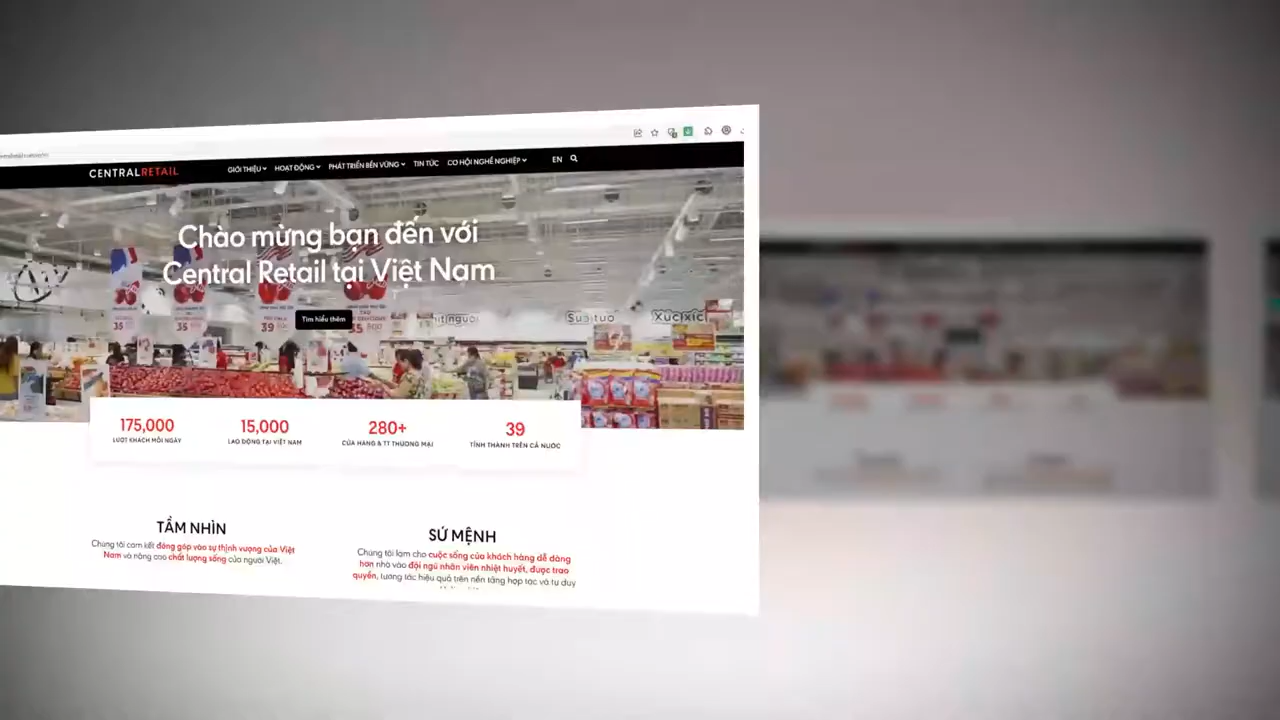 CENTRALRETAIL
GIỚI THIỆU HOẠT ĐỘNG PHÁT TRIỂN BỀN VỮNG TIN TỨC CƠ HỘI NGHỀ NGHIỆP EN
Chào mừng bạn đến với
Central Retail tại Việt Nam
Tìm hiểu thêm
35 35 39 35
Xúc xích
175,000 15,000 280+ 39
LƯỢT KHÁCH MỖI NGÀY LAO ĐỘNG TẠI VIỆT NAM CỬA HÀNG & TT THƯƠNG MẠI TỈNH THÀNH TRÊN CẢ NƯỚC
TẦM NHÌN
Chúng tôi cam kết đóng góp vào sự thịnh vượng của Việt
Nam và nâng cao chất lượng sống của người Việt.
SỨ MỆNH
Chúng tôi làm cho cuộc sống của khách hàng dễ dàng
hơn nhờ vào đội ngũ nhân viên nhiệt huyết, được trao
quyền, tương tác hiệu quả trên nền tảng hợp tác và tư duy